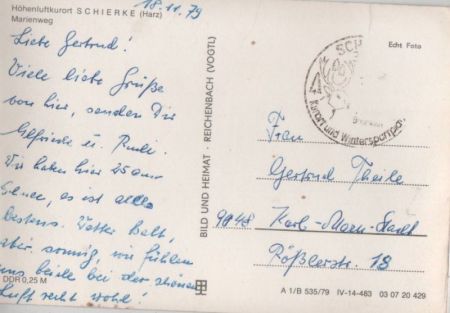 Höhenluftkurort SCHIERKE (Harz)
Marienweg
18.11.79
Liebe Gertrud!
Viele liebe Grüße
von hier, senden Dir
Elfriede u. Rudi.
Wir haben hier 25 cm
Schnee, es ist alles
bestens. Wetter kalt,
aber sonnig, wir fühlen
uns beide bei der schönen
Luft recht wohl!
DDR 0,25 M
BILD UND HEIMAT · REICHENBACH (VOGTL)
Echt Foto
SCH
Kurort und Wintersport
Frau
Gertrud Theile
9048 Karl-Marx-Stadt
Rößlerstr. 18
A 1/B 535/79 IV-14-483 03 07 20 429